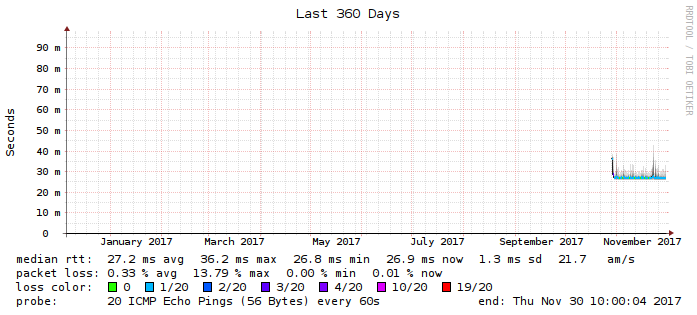 Last 360 Days
RRDTOOL / TOBI OETIKER
Seconds
90 m
80 m
70 m
60 m
50 m
40 m
30 m
20 m
10 m
0
January 2017 March 2017 May 2017 July 2017 September 2017 November 2017
median rtt: 27.2 ms avg 36.2 ms max 26.8 ms min 26.9 ms now 1.3 ms sd 21.7 am/s
packet loss: 0.33 % avg 13.79 % max 0.00 % min 0.01 % now
loss color: 0 1/20 2/20 3/20 4/20 10/20 19/20
probe: 20 ICMP Echo Pings (56 Bytes) every 60s end: Thu Nov 30 10:00:04 2017